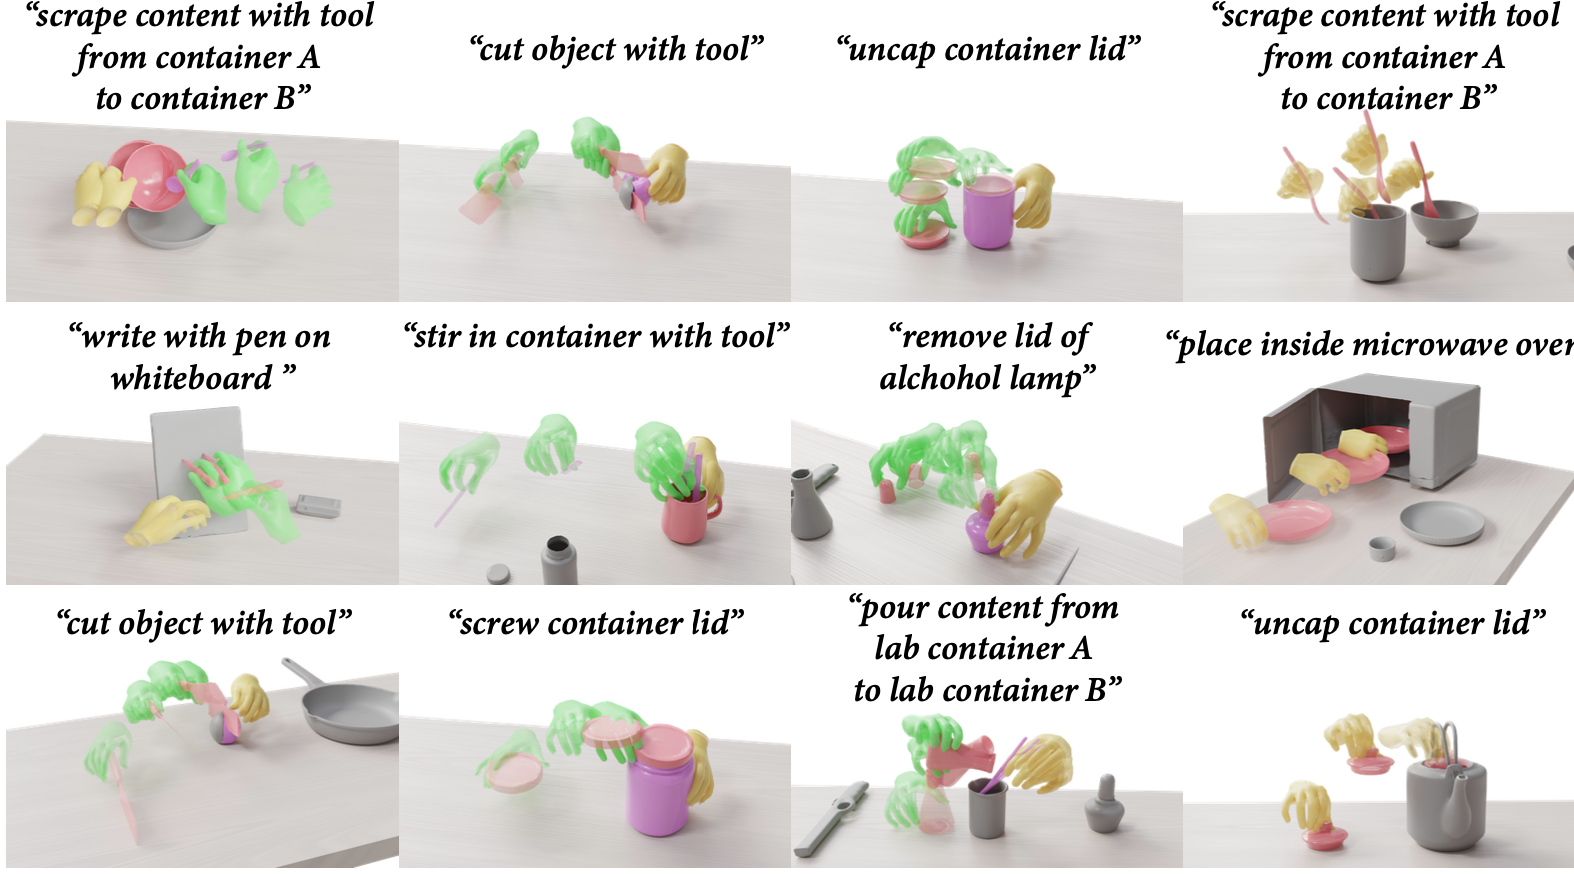 “scrape content with tool
from container A
to container B”
“cut object with tool”
“uncap container lid”
“scrape content with tool
from container A
to container B”
“write with pen on
whiteboard ”
“stir in container with tool”
“remove lid of
alchohol lamp”
“place inside microwave over
“cut object with tool”
“screw container lid”
“pour content from
lab container A
to lab container B”
“uncap container lid”